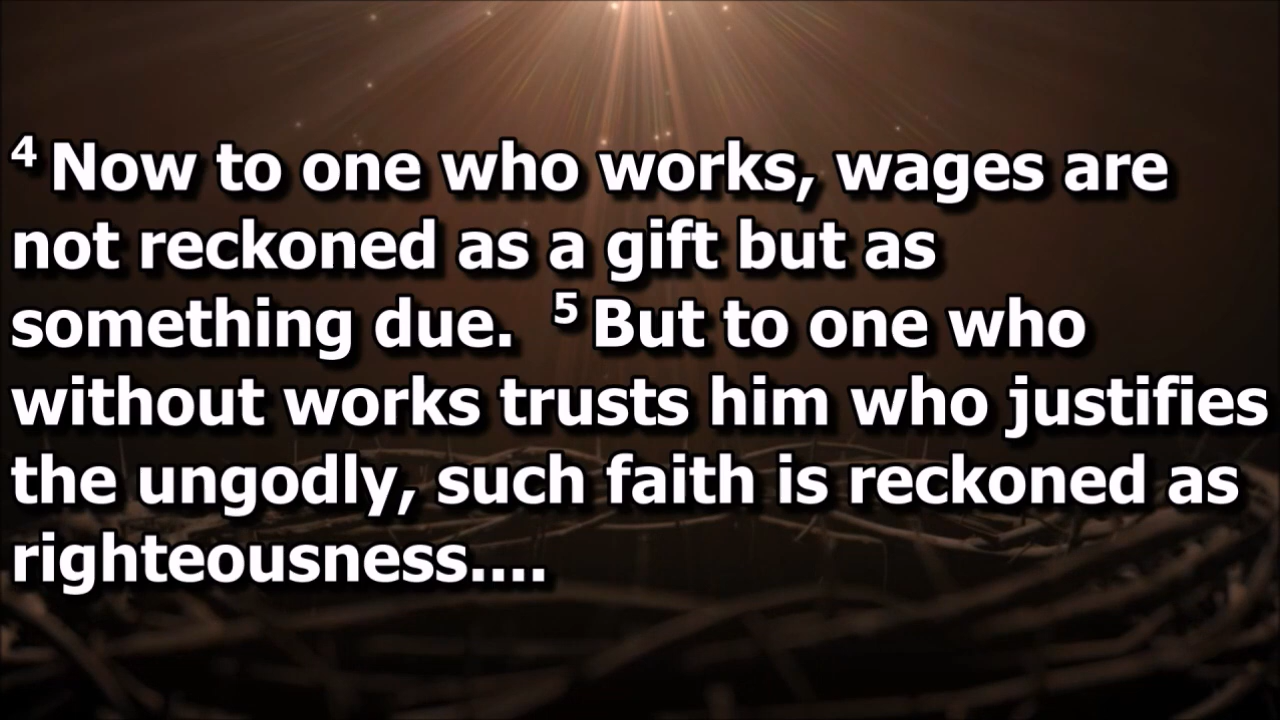 ⁴ Now to one who works, wages are
not reckoned as a gift but as
something due. ⁵ But to one who
without works trusts him who justifies
the ungodly, such faith is reckoned as
righteousness....